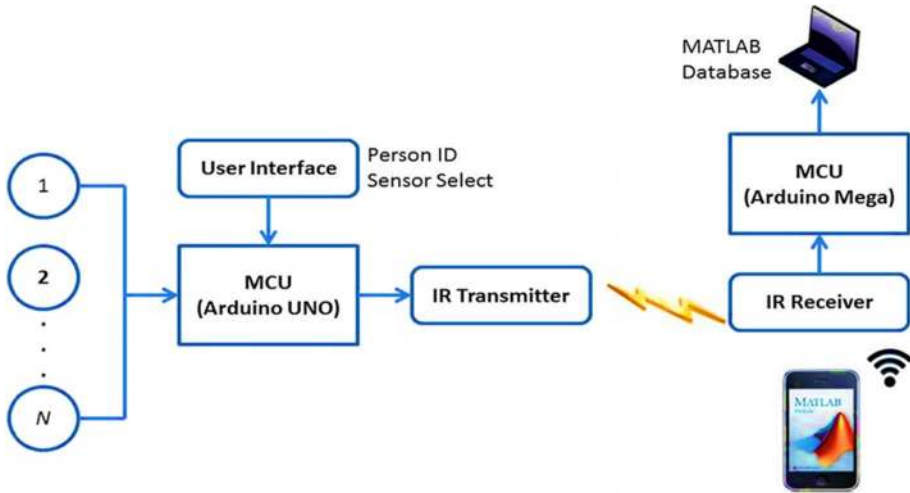 MATLAB
Database
User Interface
Person ID
Sensor Select
1
2
N
MCU
(Arduino UNO)
IR Transmitter
MCU
(Arduino Mega)
IR Receiver
MATLAB